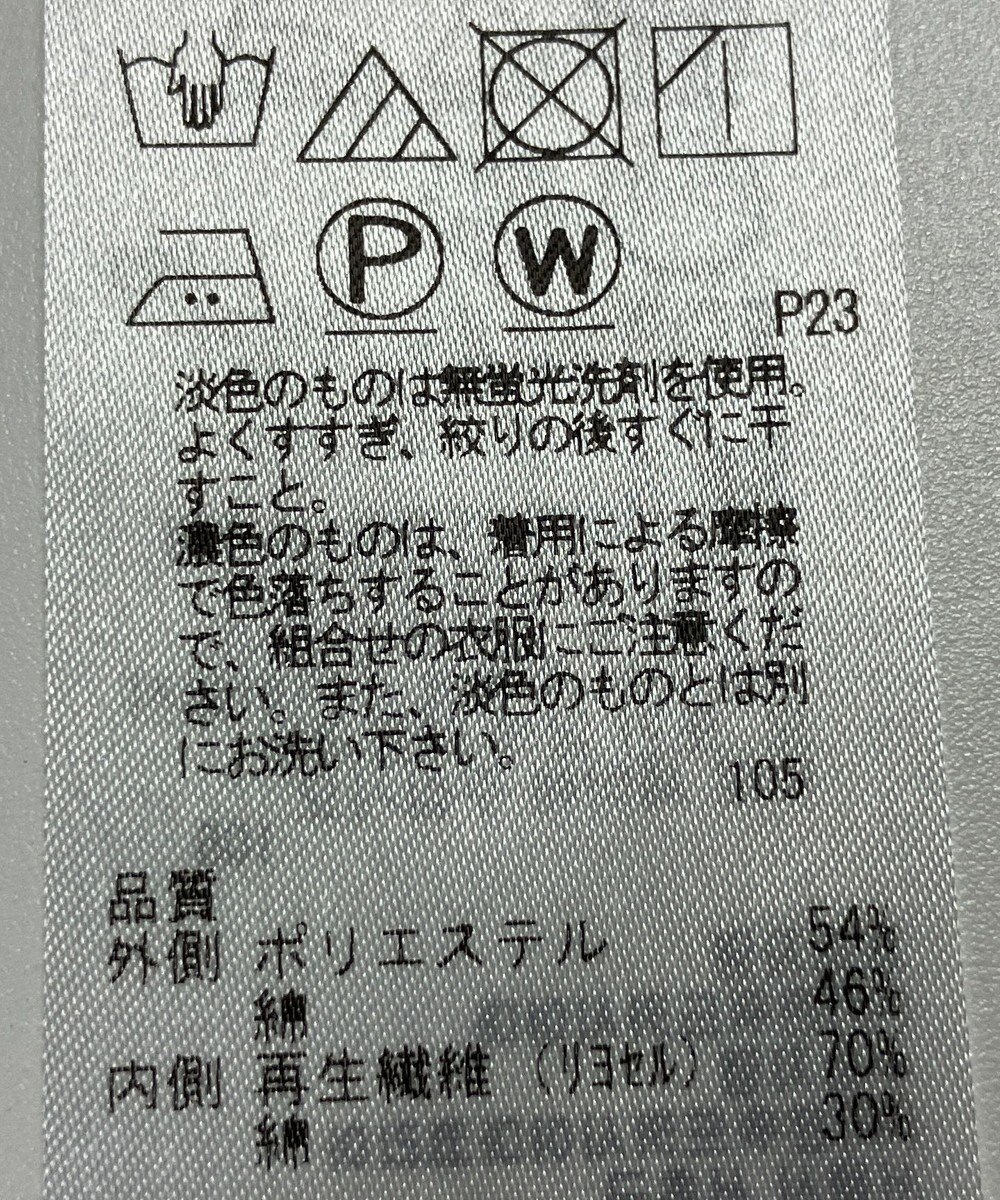 P W
P23
淡色のものは無蛍光洗剤を使用。
よくすすぎ、絞りの後すぐに干
すこと。
濃色のものは、着用による摩擦
で色落ちすることがありますの
で、組合せの衣服にご注意くだ
さい。また、淡色のものとは別
にお洗い下さい。
105
品質
外側 ポリエステル 54%
綿 46%
内側 再生繊維（リヨセル） 70%
綿 30%